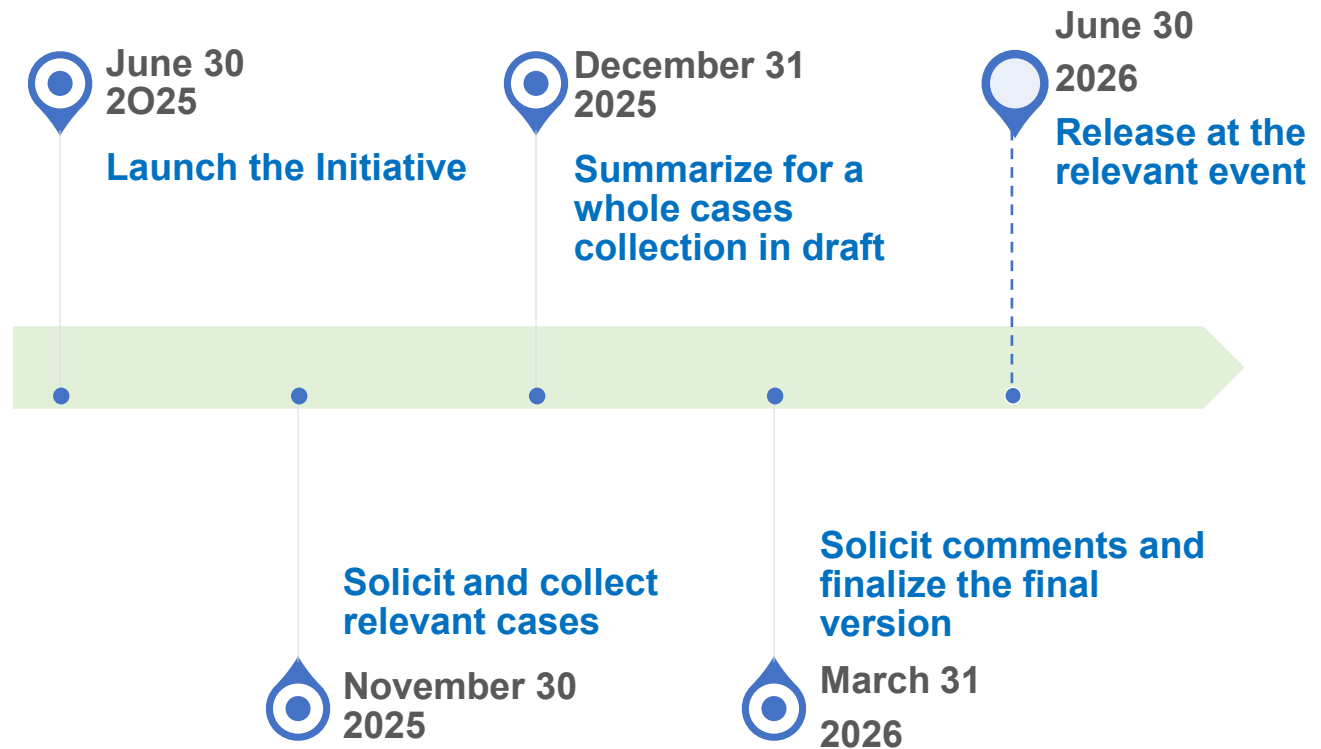 June 30
2O25
Launch the Initiative
December 31
2025
Summarize for a
whole cases
collection in draft
June 30
2026
Release at the
relevant event
Solicit and collect
relevant cases
November 30
2025
Solicit comments and
finalize the final
version
March 31
2026